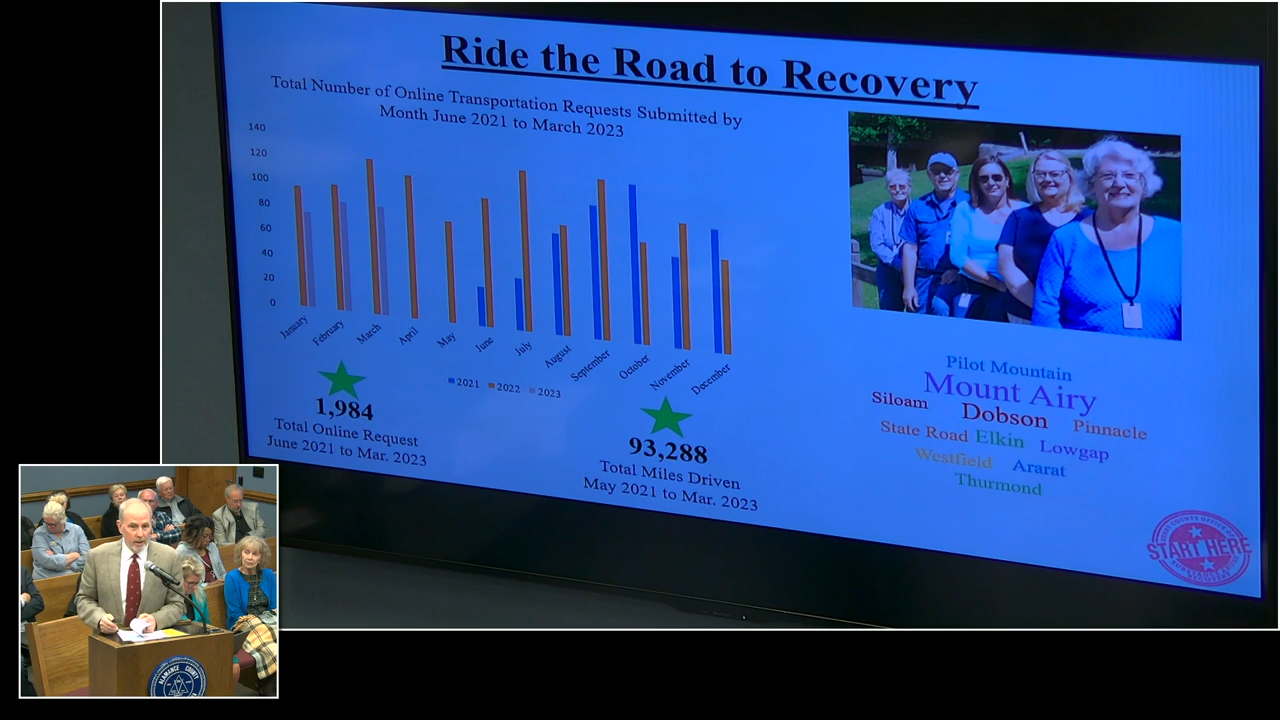 Ride the Road to Recovery
Total Number of Online Transportation Requests Submitted by
Month June 2021 to March 2023
140
120
100
80
60
40
20
0
January
February
March
April
May
June
July
August
September
October
November
December
2021 2022 2023
1,984
Total Online Request
June 2021 to Mar. 2023
93,288
Total Miles Driven
May 2021 to Mar. 2023
Pilot Mountain
Mount Airy
Siloam Dobson Pinnacle
State Road Elkin Lowgap
Westfield Ararat
Thurmond
START HERE
ALAMANCE COUNTY